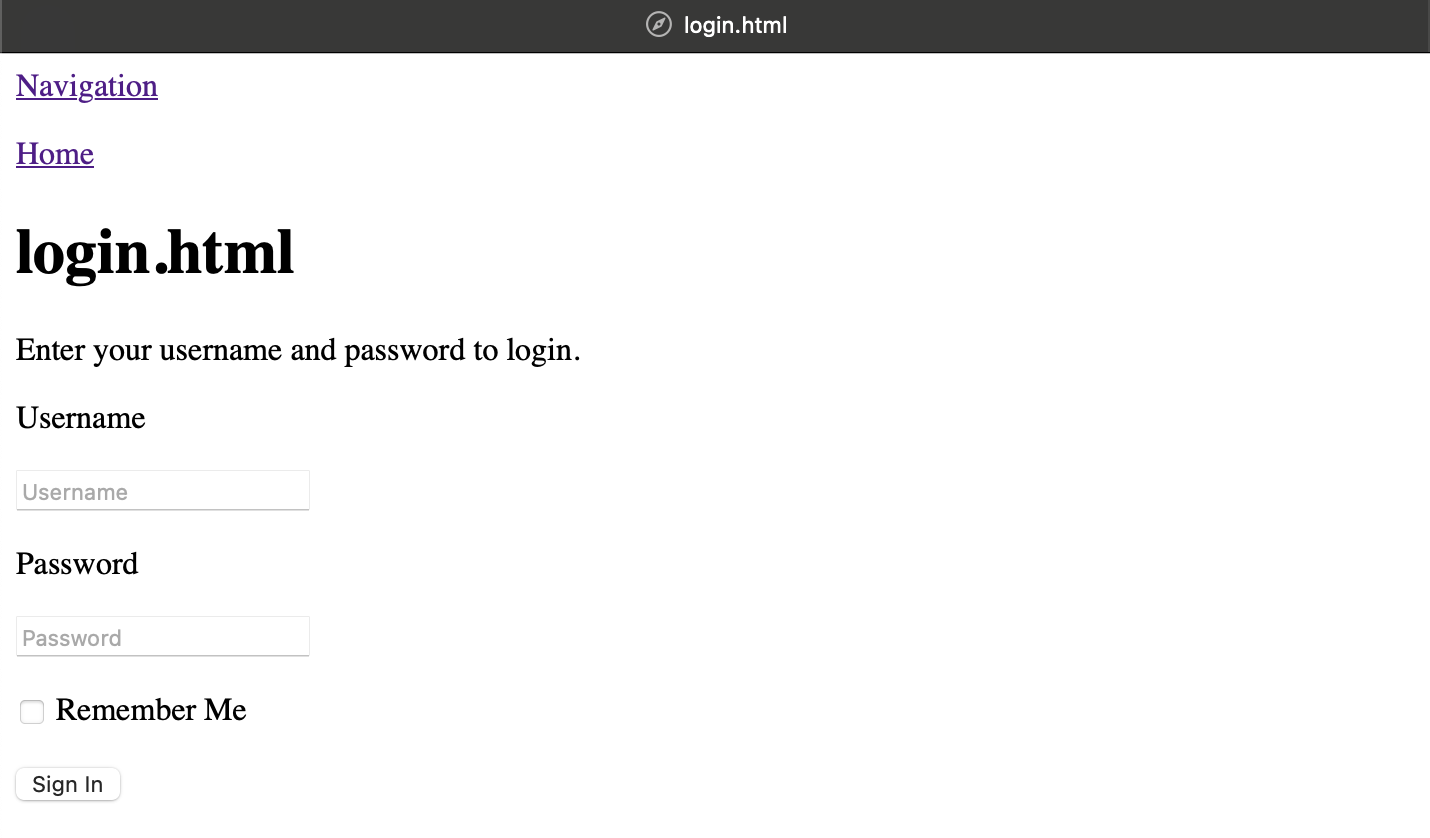 login.html
Navigation
Home
login.html
Enter your username and password to login.
Username
Username
Password
Password
Remember Me
Sign In